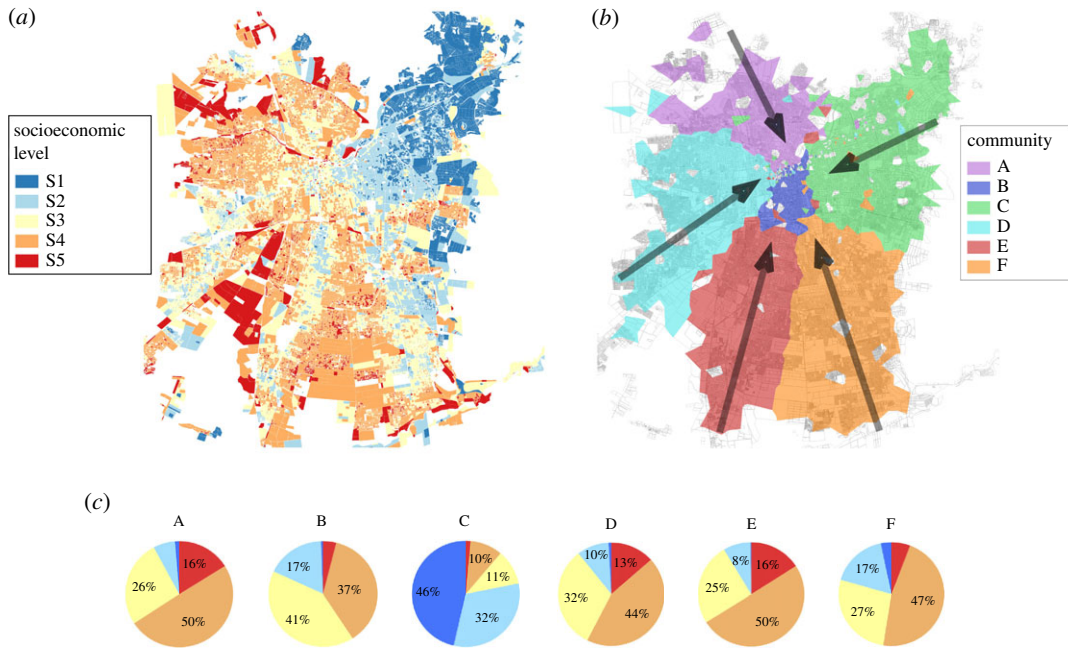 (a)
(b)
socioeconomic
level
S1
S2
S3
S4
S5
community
A
B
C
D
E
F
(c)
A
B
C
D
E
F
16%
26%
50%
17%
37%
41%
10%
11%
46%
32%
10%
13%
32%
44%
8%
16%
25%
50%
17%
47%
27%